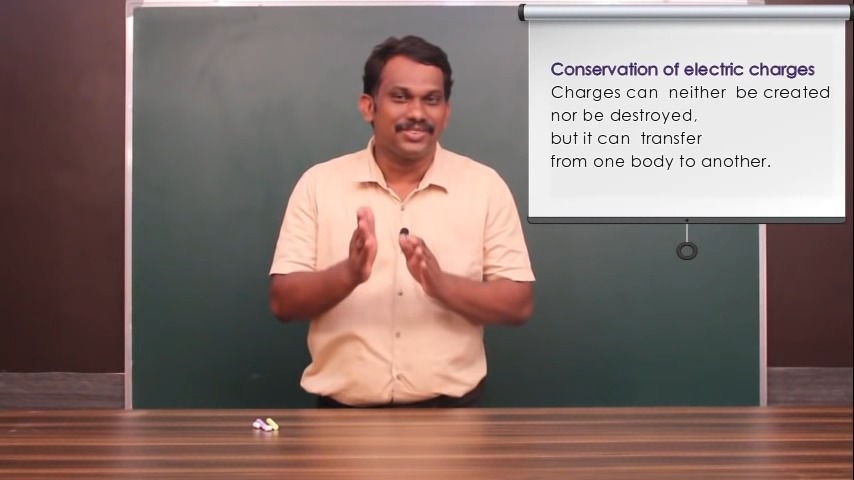 Conservation of electric charges
Charges can neither be created
nor be destroyed,
but it can transfer
from one body to another.